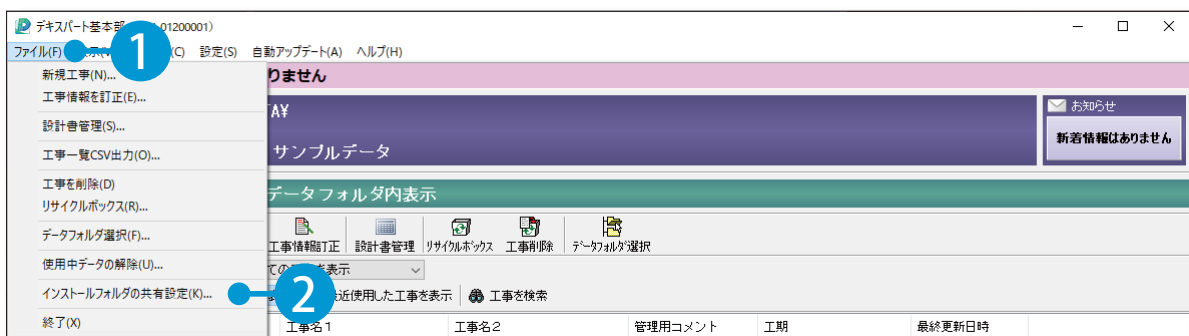 デキスパート基本部 01200001)
ファイル(F) (C) 設定(S) 自動アップデート(A) ヘルプ(H)
1
新規工事(N)...
工事情報を訂正(E)...
設計書管理(S)...
工事一覧CSV出力(O)...
工事を削除(D)
リサイクルボックス(R)...
データフォルダ選択(F)...
使用中データの解除(U)...
インストールフォルダの共有設定(K)...
2
終了(X)
りません
TA¥
サンプルデータ
お知らせ
新着情報はありません
データフォルダ内表示
工事情報訂正 設計書管理 リサイクルボックス 工事削除 データフォルダ選択
を表示
近使用した工事を表示 工事を検索
工事名1 工事名2 管理用コメント 工期 最終更新日時